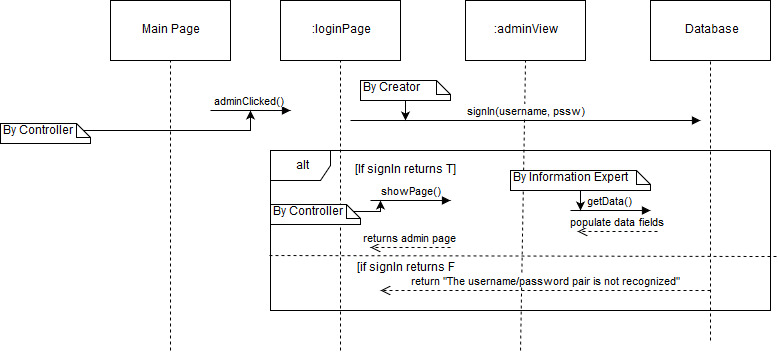 Main Page
:loginPage
:adminView
Database
By Creator
adminClicked()
signIn(username, pssw)
By Controller
alt
[If signIn returns T]
By Information Expert
showPage()
getData()
By Controller
populate data fields
returns admin page
[if signIn returns F
return "The username/password pair is not recognized"